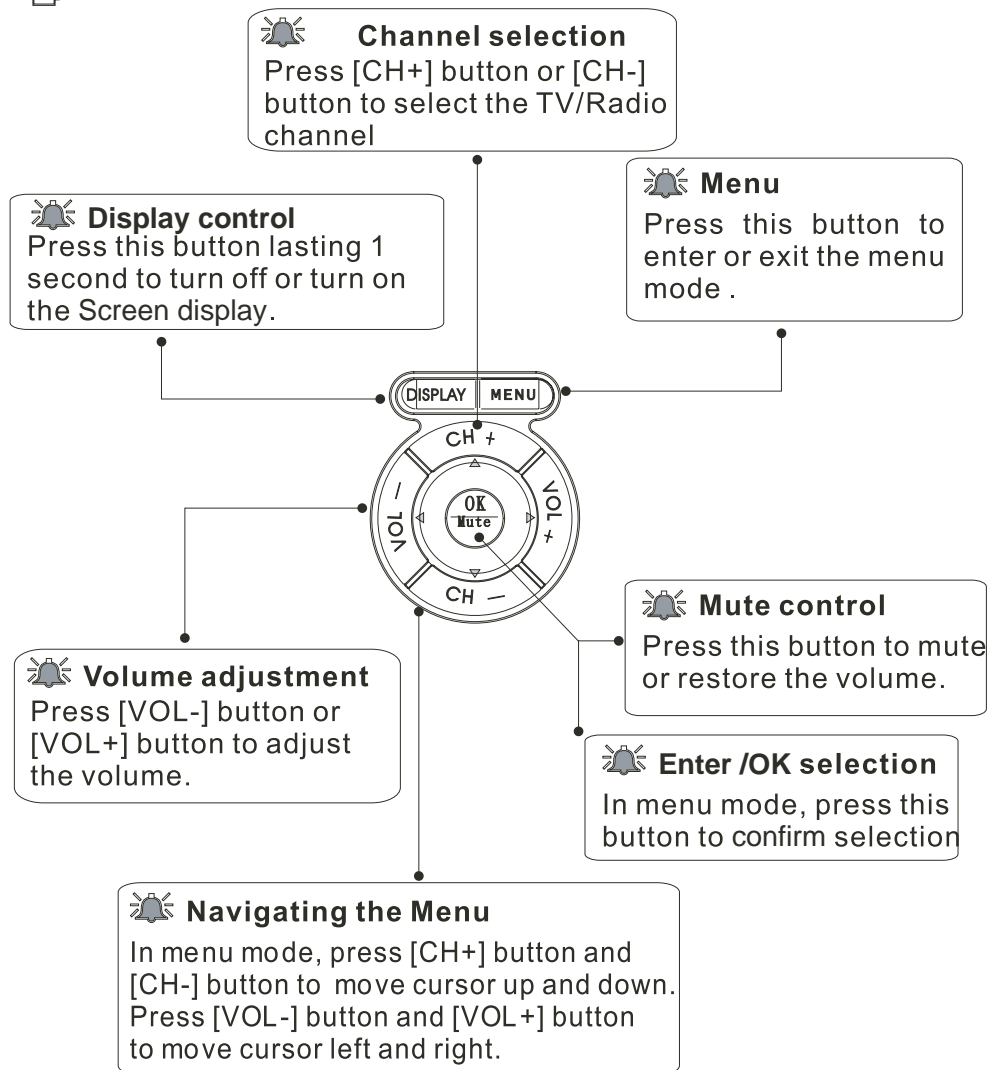 Channel selection
Press [CH+] button or [CH-]
button to select the TV/Radio
channel
Menu
Press this button to
enter or exit the menu
mode .
Display control
Press this button lasting 1
second to turn off or turn on
the Screen display.
DISPLAY MENU
CH +
VOL -
OK
Mute
VOL +
CH -
Mute control
Press this button to mute
or restore the volume.
Volume adjustment
Press [VOL-] button or
[VOL+] button to adjust
the volume.
Enter /OK selection
In menu mode, press this
button to confirm selection
Navigating the Menu
In menu mode, press [CH+] button and
[CH-] button to move cursor up and down.
Press [VOL-] button and [VOL+] button
to move cursor left and right.